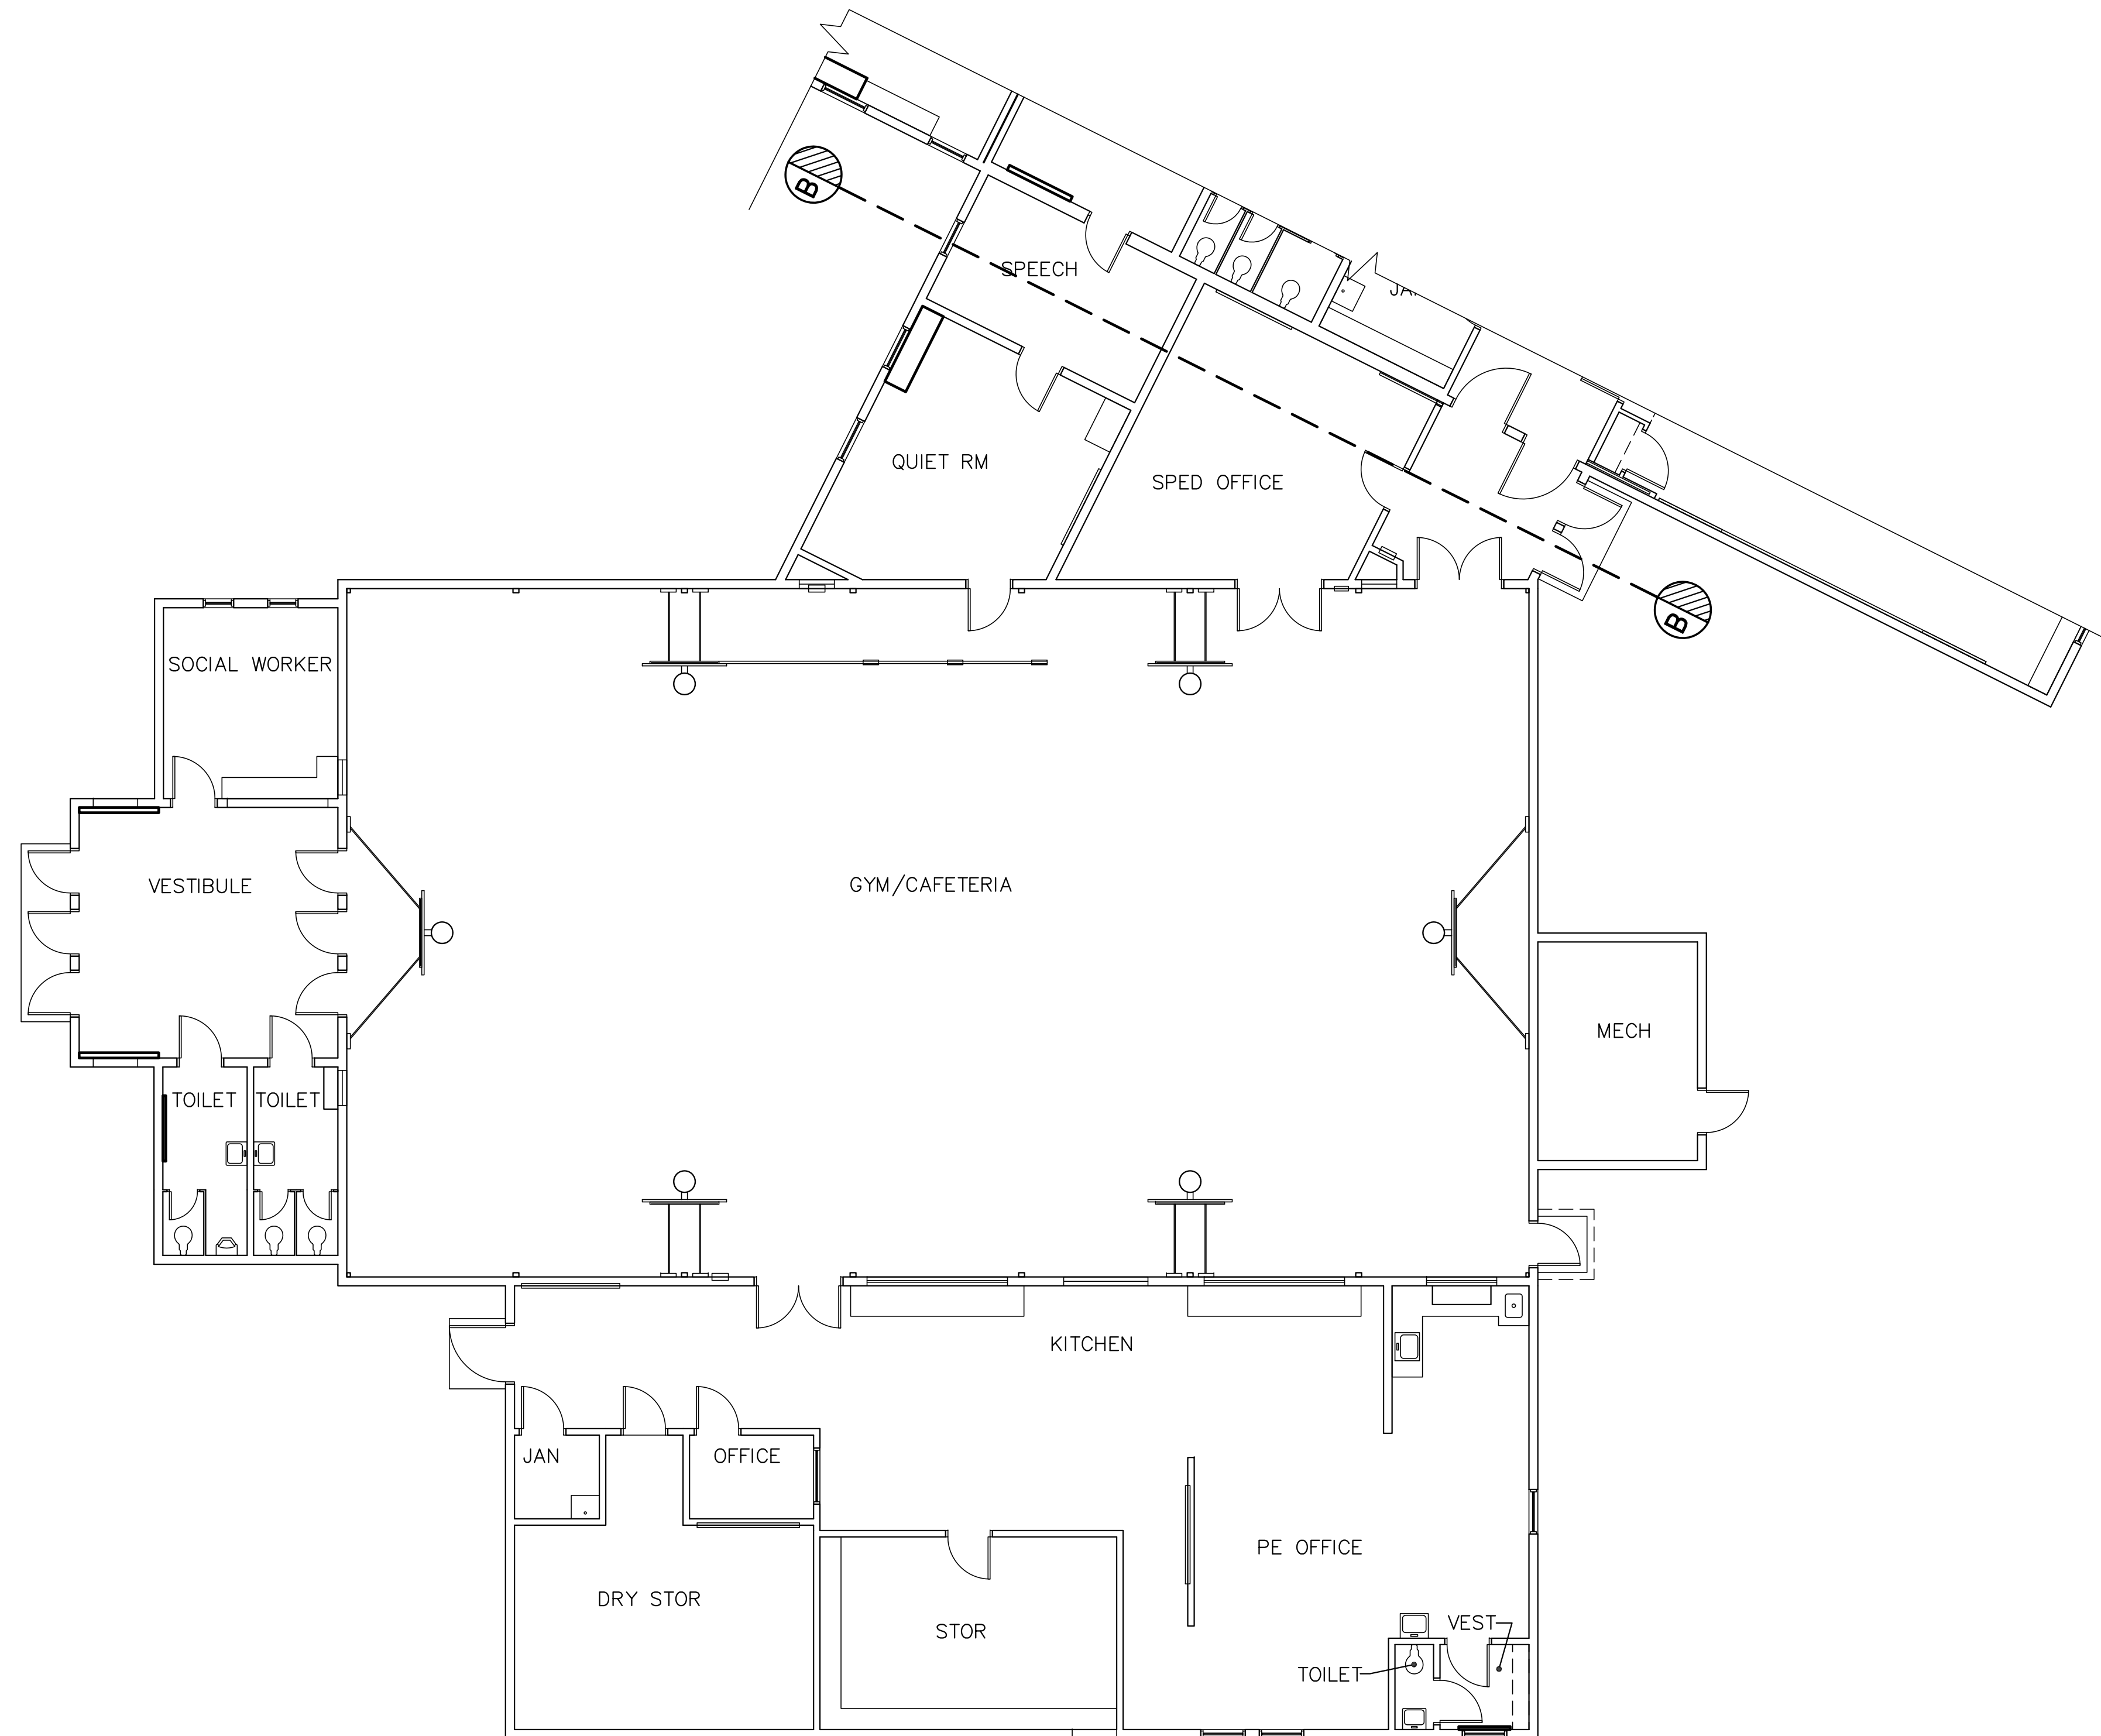 B
SPEECH
QUIET RM
SPED OFFICE
B
SOCIAL WORKER
VESTIBULE
GYM/CAFETERIA
MECH
TOILET
TOILET
KITCHEN
JAN
OFFICE
PE OFFICE
DRY STOR
STOR
VEST
TOILET